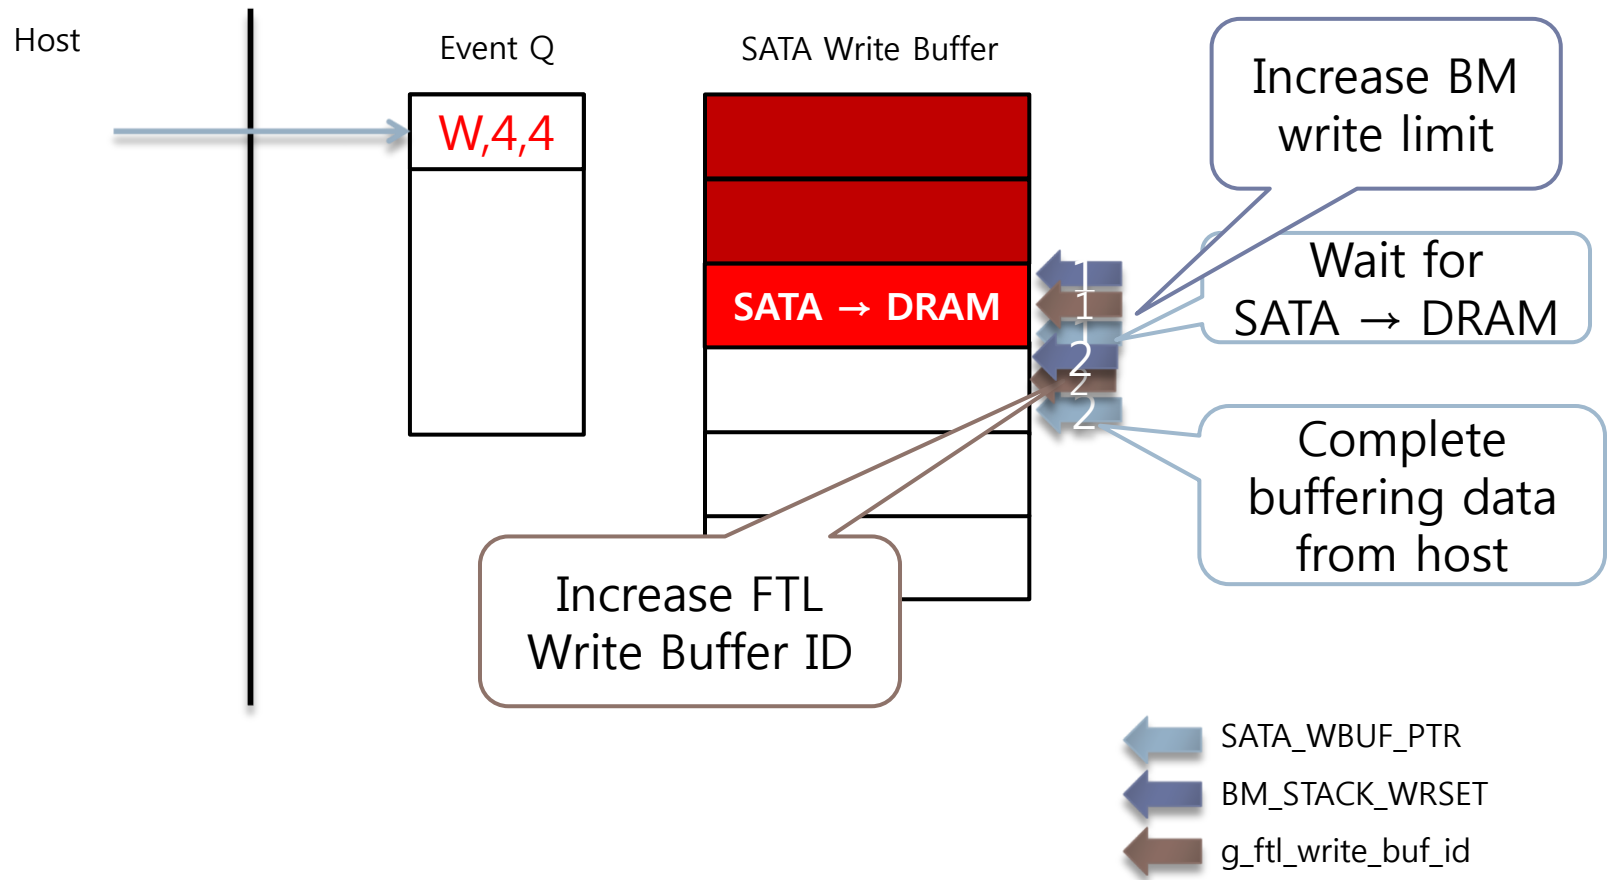 Host
Event Q
SATA Write Buffer
W,4,4
Increase BM
write limit
Wait for
SATA → DRAM
SATA → DRAM
1
1
1
2
2
2
Complete
buffering data
from host
Increase FTL
Write Buffer ID
SATA_WBUF_PTR
BM_STACK_WRSET
g_ftl_write_buf_id